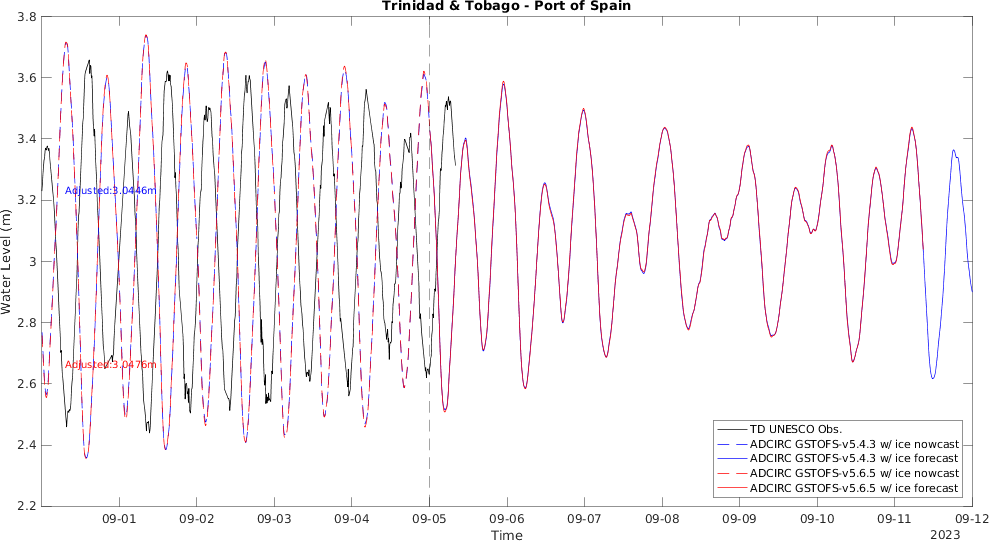 Trinidad & Tobago - Port of Spain
3.8
3.6
3.4
3.2
3
2.8
2.6
2.4
2.2
Water Level (m)
Adjusted:3.0446m
Adjusted:3.0476m
TD UNESCO Obs.
ADCIRC GSTOFS-v5.4.3 w/ ice nowcast
ADCIRC GSTOFS-v5.4.3 w/ ice forecast
ADCIRC GSTOFS-v5.6.5 w/ ice nowcast
ADCIRC GSTOFS-v5.6.5 w/ ice forecast
09-01 09-02 09-03 09-04 09-05 09-06 09-07 09-08 09-09 09-10 09-11 09-12
Time
2023